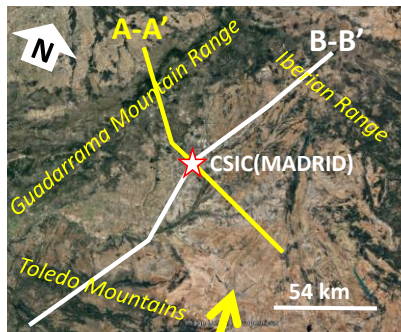 A-A’
B-B’
N
Guadarrama Mountain Range
Iberian Range
CSIC(MADRID)
Toledo Mountains
54 km